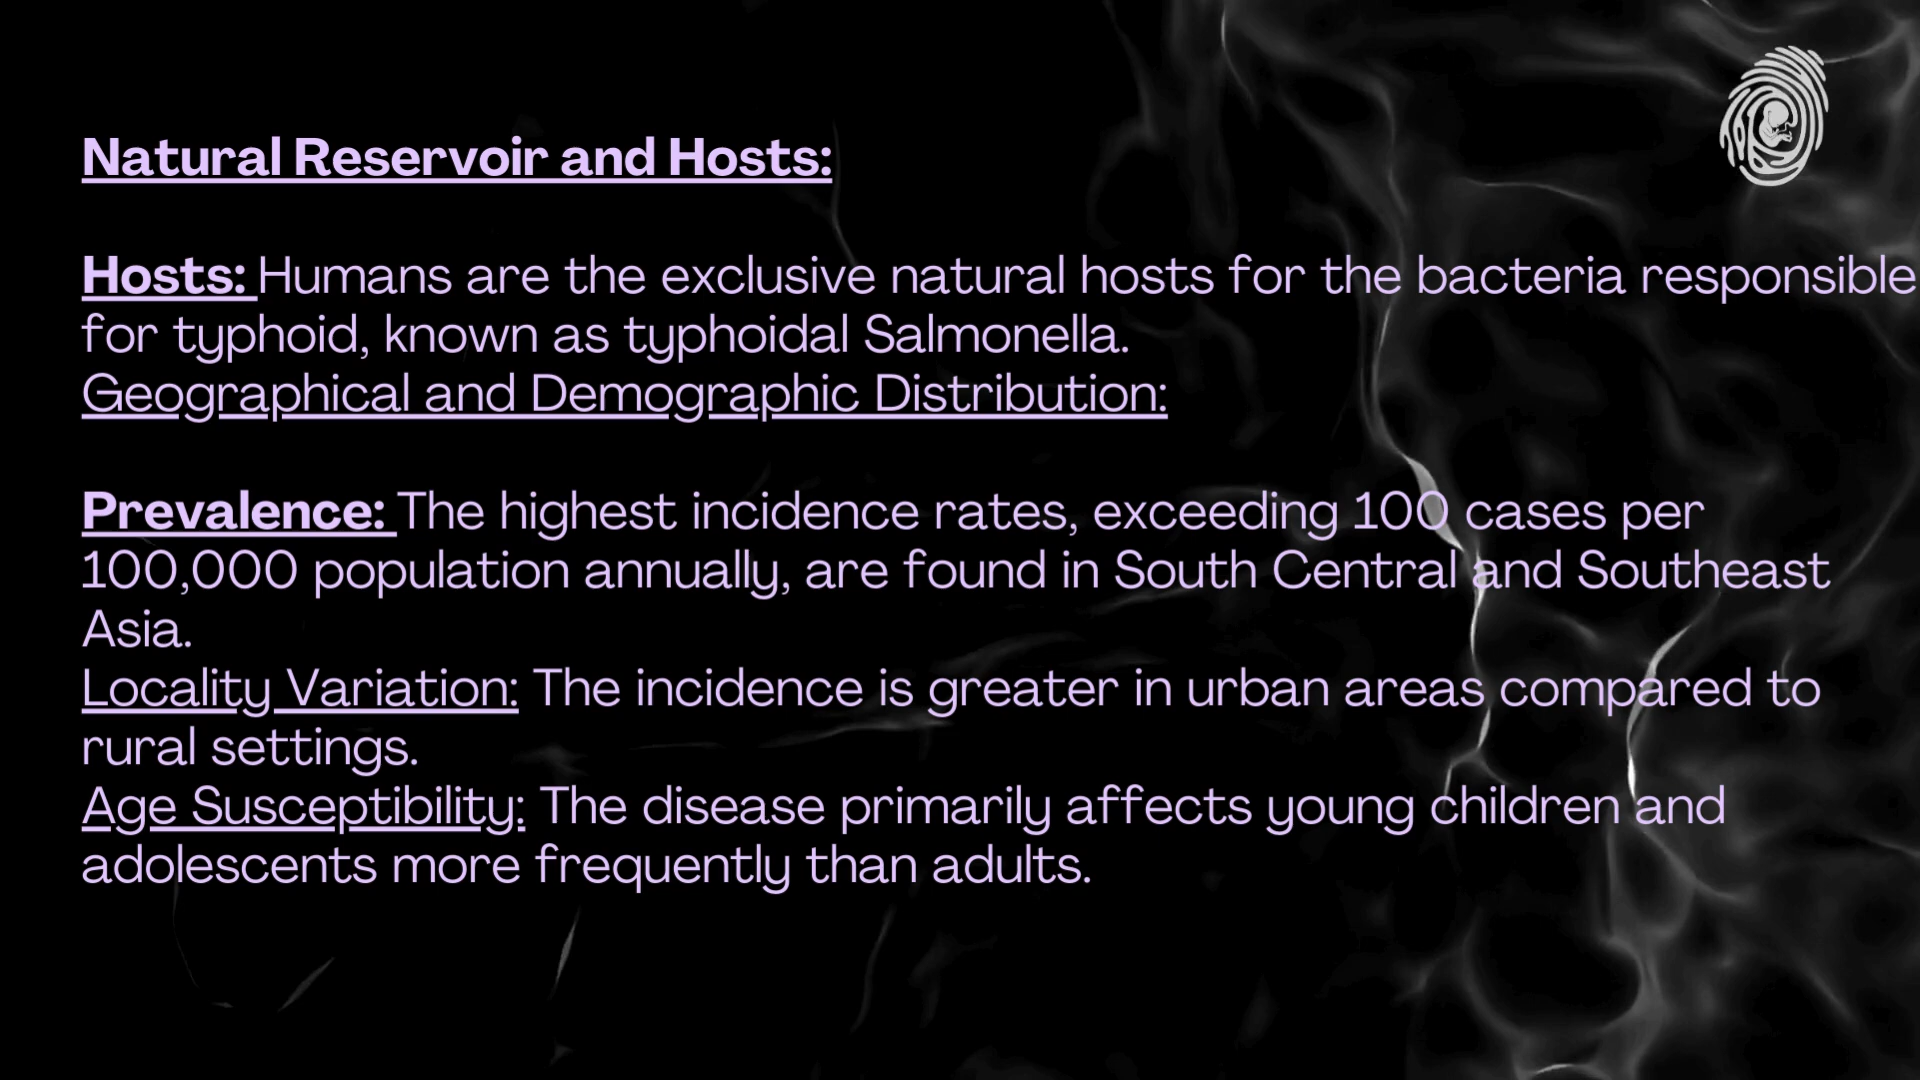 Natural Reservoir and Hosts:
Hosts: Humans are the exclusive natural hosts for the bacteria responsible
for typhoid, known as typhoidal Salmonella.
Geographical and Demographic Distribution:
Prevalence: The highest incidence rates, exceeding 100 cases per
100,000 population annually, are found in South Central and Southeast
Asia.
Locality Variation: The incidence is greater in urban areas compared to
rural settings.
Age Susceptibility: The disease primarily affects young children and
adolescents more frequently than adults.